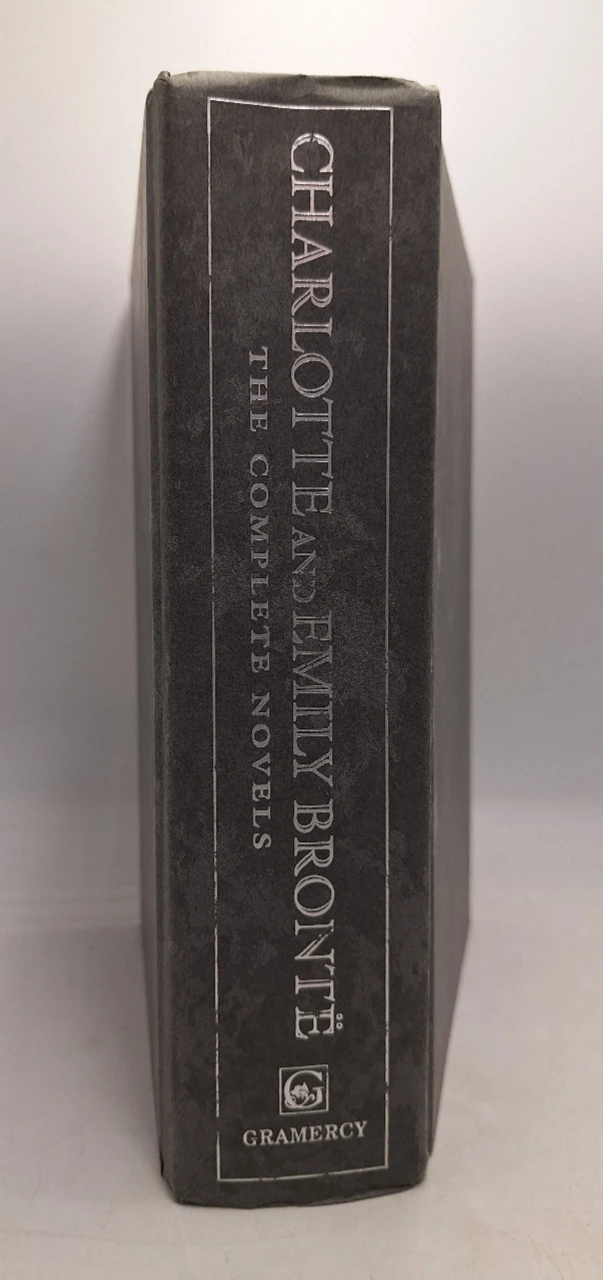 CHARLOTTE AND EMILY BRONTË
THE COMPLETE NOVELS
G
GRAMERCY